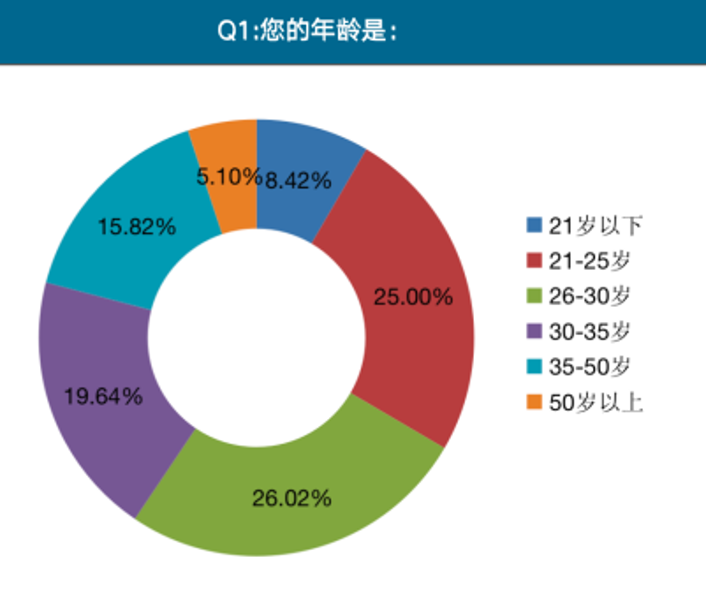 Q1:您的年龄是:
5.10%
8.42%
15.82%
25.00%
19.64%
26.02%
21岁以下
21-25岁
26-30岁
30-35岁
35-50岁
50岁以上